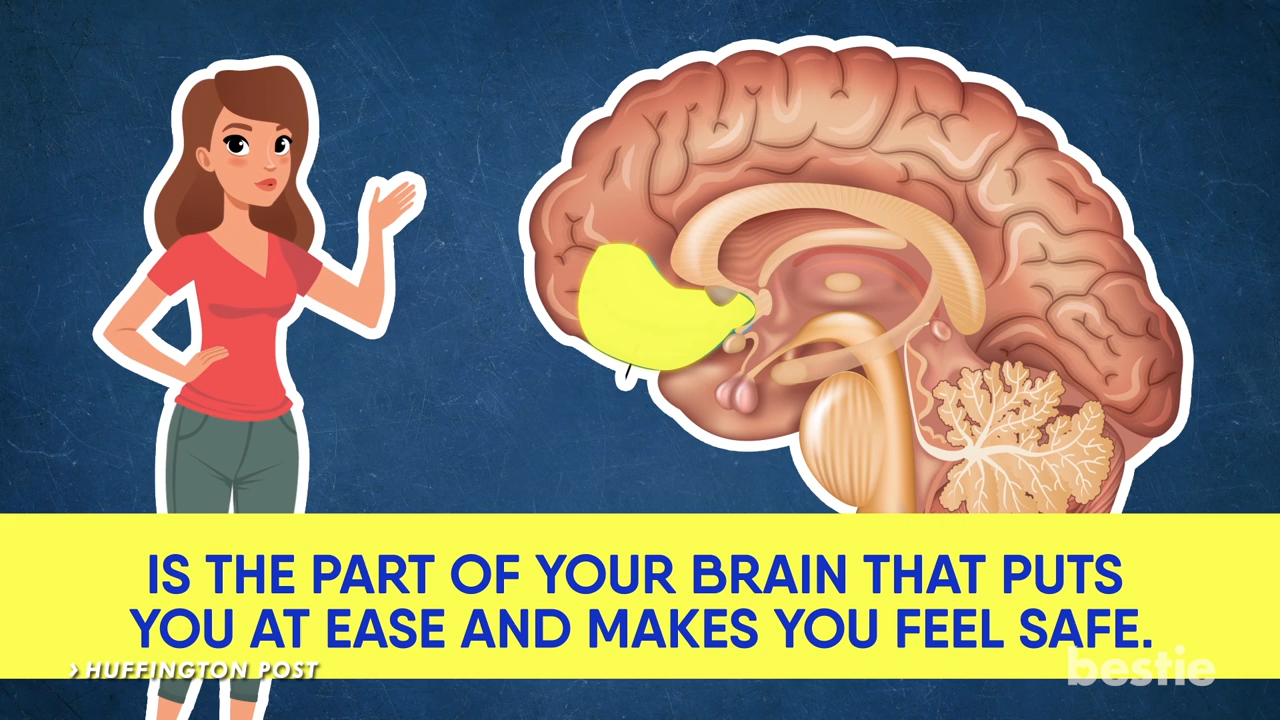 IS THE PART OF YOUR BRAIN THAT PUTS
YOU AT EASE AND MAKES YOU FEEL SAFE.
› HUFFINGTON POST
bestie